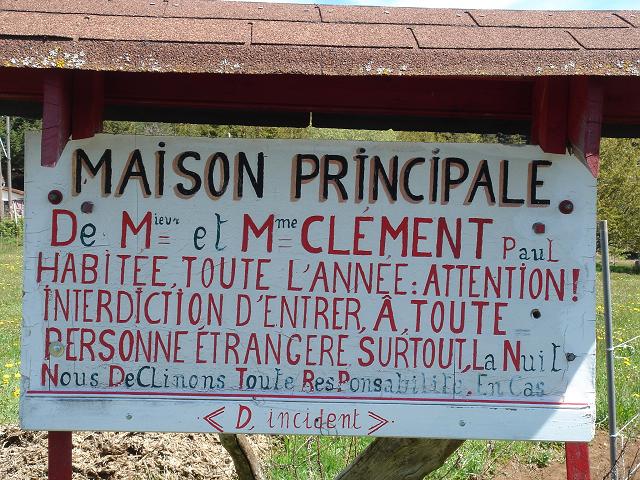 MAISON PRINCIPALE
De Mieur et Mme CLÉMENT PauL
HABITÉE, TOUTE L'ANNÉE: ATTENTION!
INTERDICTION D'ENTRER, À, TOUTE
PERSONNE ÉTRANGERE, SURTOUT, La NuiT
Nous DeCLinons Toute ResPonsabiliTe. En Cas
<< D, incident >>